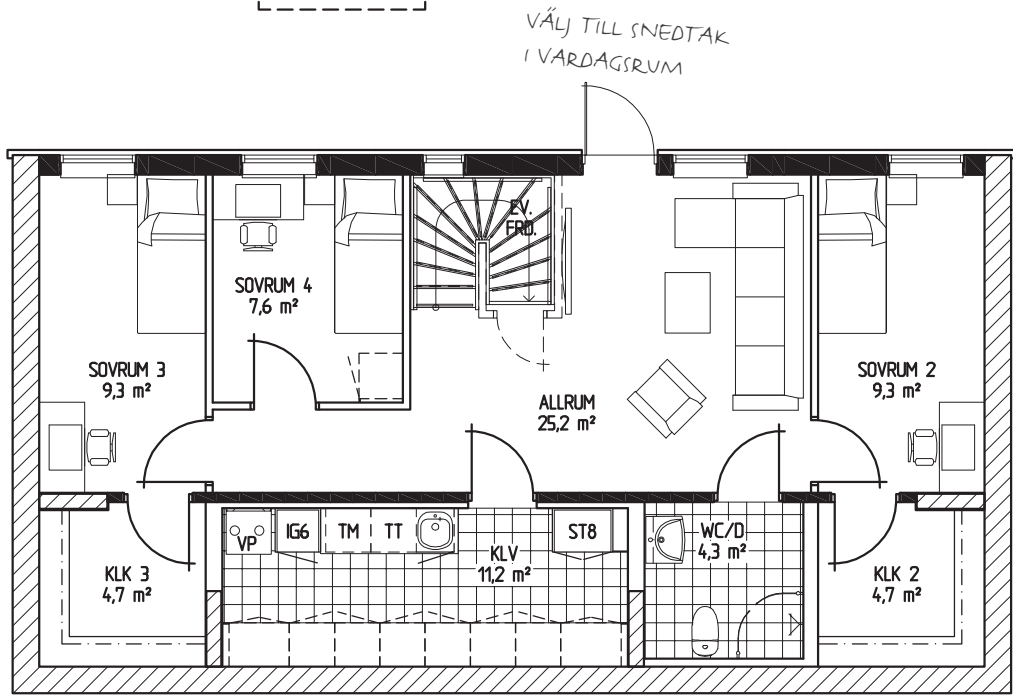 VÄLJ TILL SNEDTAK
I VARDAGSRUM
EV.
FRD.
SOVRUM 4
7,6 m²
SOVRUM 3
9,3 m²
SOVRUM 2
9,3 m²
ALLRUM
25,2 m²
VP
IG6
TM
TT
ST8
WC/D
4,3 m²
KLV
11,2 m²
KLK 3
4,7 m²
KLK 2
4,7 m²